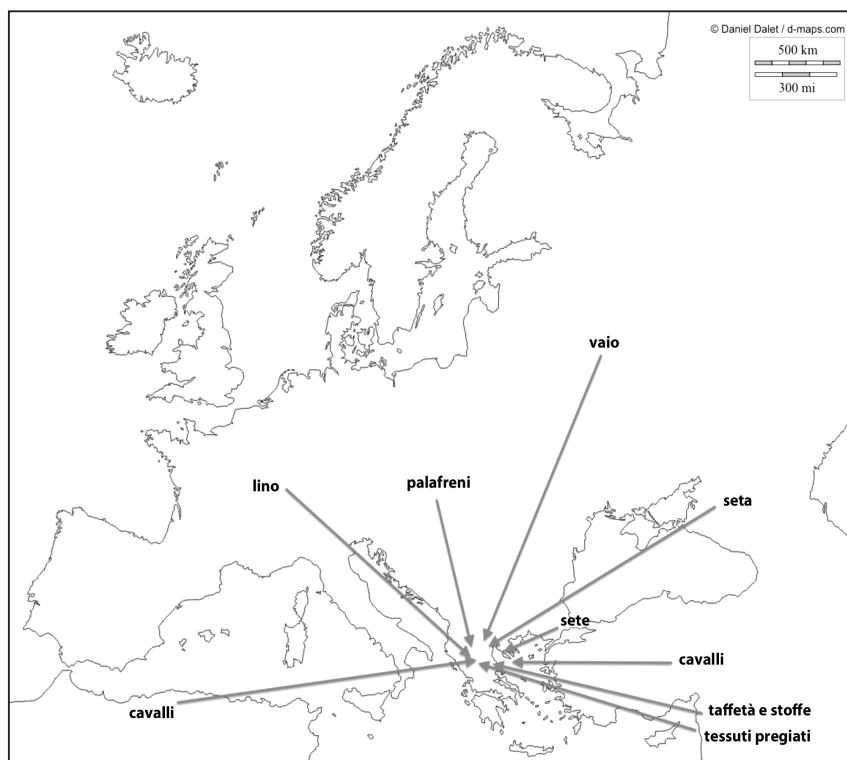 © Daniel Dalet / d-maps.com
500 km
300 mi
vaio
lino
palafreni
seta
sete
cavalli
cavalli
taffetà e stoffe
tessuti pregiati